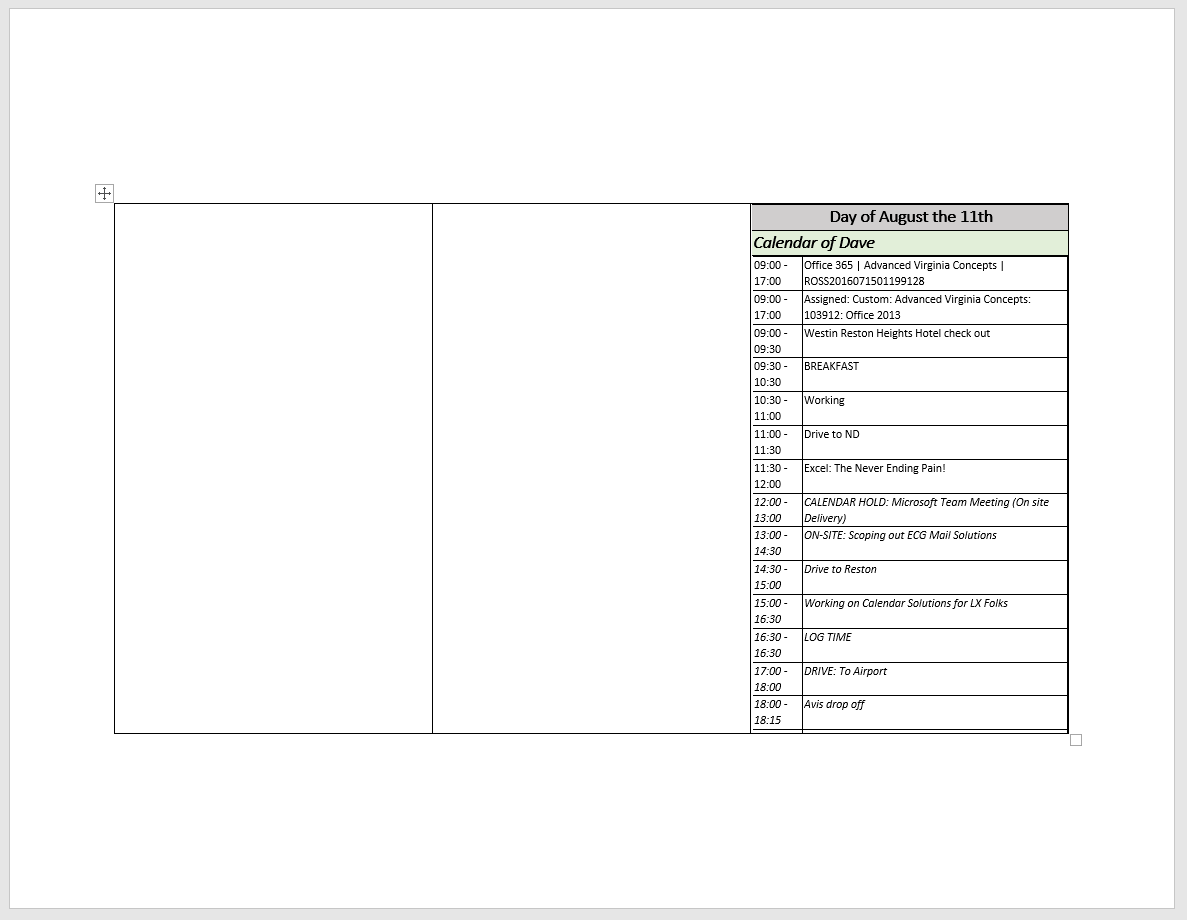 Day of August the 11th
Calendar of Dave
09:00 - Office 365 | Advanced Virginia Concepts |
17:00 ROSS2016071501199128
09:00 - Assigned: Custom: Advanced Virginia Concepts:
17:00 103912: Office 2013
09:00 - Westin Reston Heights Hotel check out
09:30
09:30 - BREAKFAST
10:30
10:30 - Working
11:00
11:00 - Drive to ND
11:30
11:30 - Excel: The Never Ending Pain!
12:00
12:00 - CALENDAR HOLD: Microsoft Team Meeting (On site
13:00 Delivery)
13:00 - ON-SITE: Scoping out ECG Mail Solutions
14:30
14:30 - Drive to Reston
15:00
15:00 - Working on Calendar Solutions for LX Folks
16:30
16:30 - LOG TIME
16:30
17:00 - DRIVE: To Airport
18:00
18:00 - Avis drop off
18:15